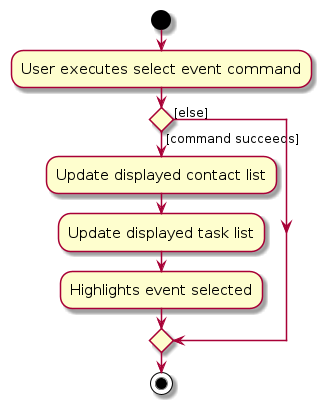 User executes select event command
[else]
[command succeeds]
Update displayed contact list
Update displayed task list
Highlights event selected